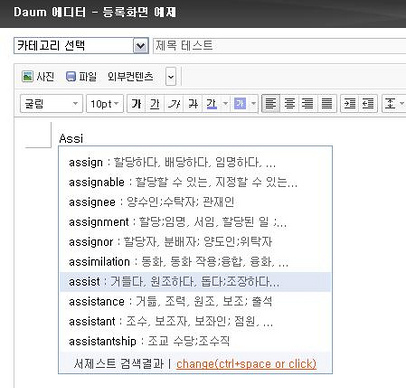 Daum 에디터 - 등록화면 예제
카테고리 선택 제목 테스트
사진 파일 외부컨텐츠
굴림 10pt 가 가 가 가 가 가
Assi
assign : 할당하다, 배당하다, 임명하다, ...
assignable : 할당할 수 있는, 지정할 수 있는...
assignee : 양수인;수탁자; 관재인
assignment : 할당;임명, 서임, 할당된 일 ;...
assignor : 할당자, 분배자; 양도인;위탁자
assimilation : 동화, 동화 작용;융합, 융화, ...
assist : 거들다, 원조하다, 돕다;조장하다...
assistance : 거듦, 조력, 원조, 보조; 출석
assistant : 조수, 보조자, 보좌인; 점원, ...
assistantship : 조교 수당;조수직
서제스트 검색결과 | change(ctrl+space or click)